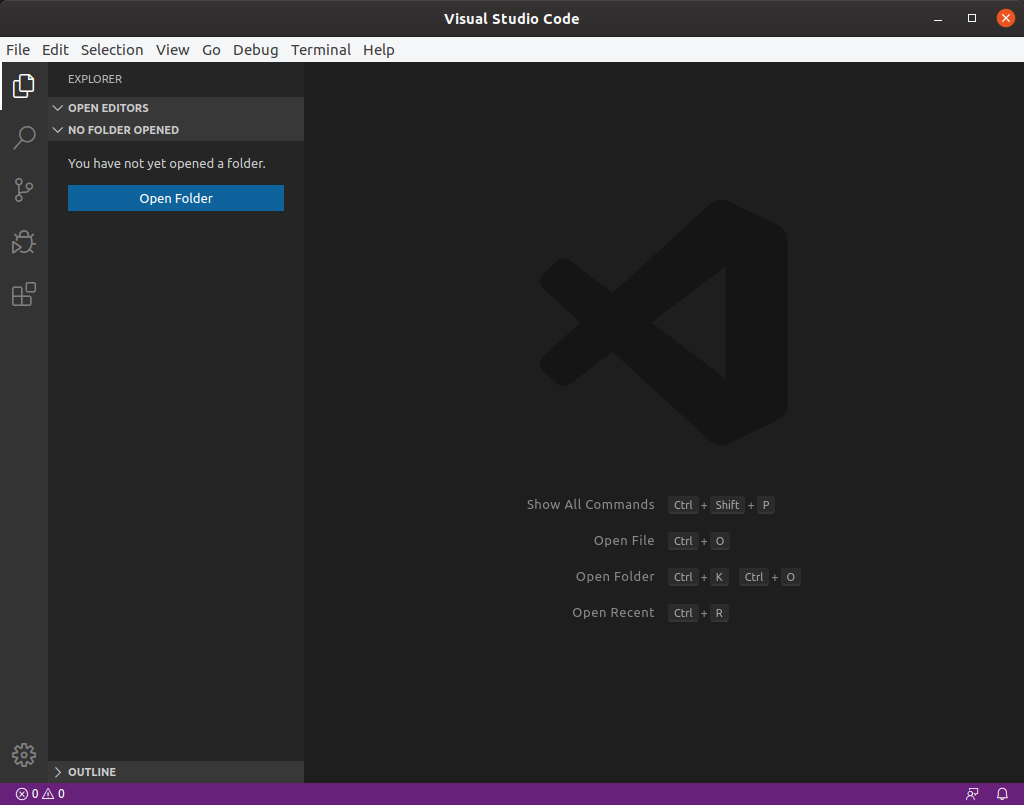 Visual Studio Code
File Edit Selection View Go Debug Terminal Help
EXPLORER
OPEN EDITORS
NO FOLDER OPENED
You have not yet opened a folder.
Open Folder
Show All Commands Ctrl + Shift + P
Open File Ctrl + O
Open Folder Ctrl + K Ctrl + O
Open Recent Ctrl + R
OUTLINE
0 0